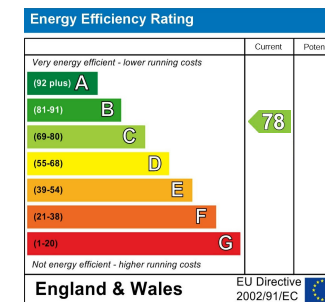 Energy Efficiency Rating
Current
Very energy efficient - lower running costs
(92 plus) A
(81-91) B
(69-80) C
78
(55-68) D
(39-54) E
(21-38) F
(1-20) G
Not energy efficient - higher running costs
England & Wales
EU Directive
2002/91/EC